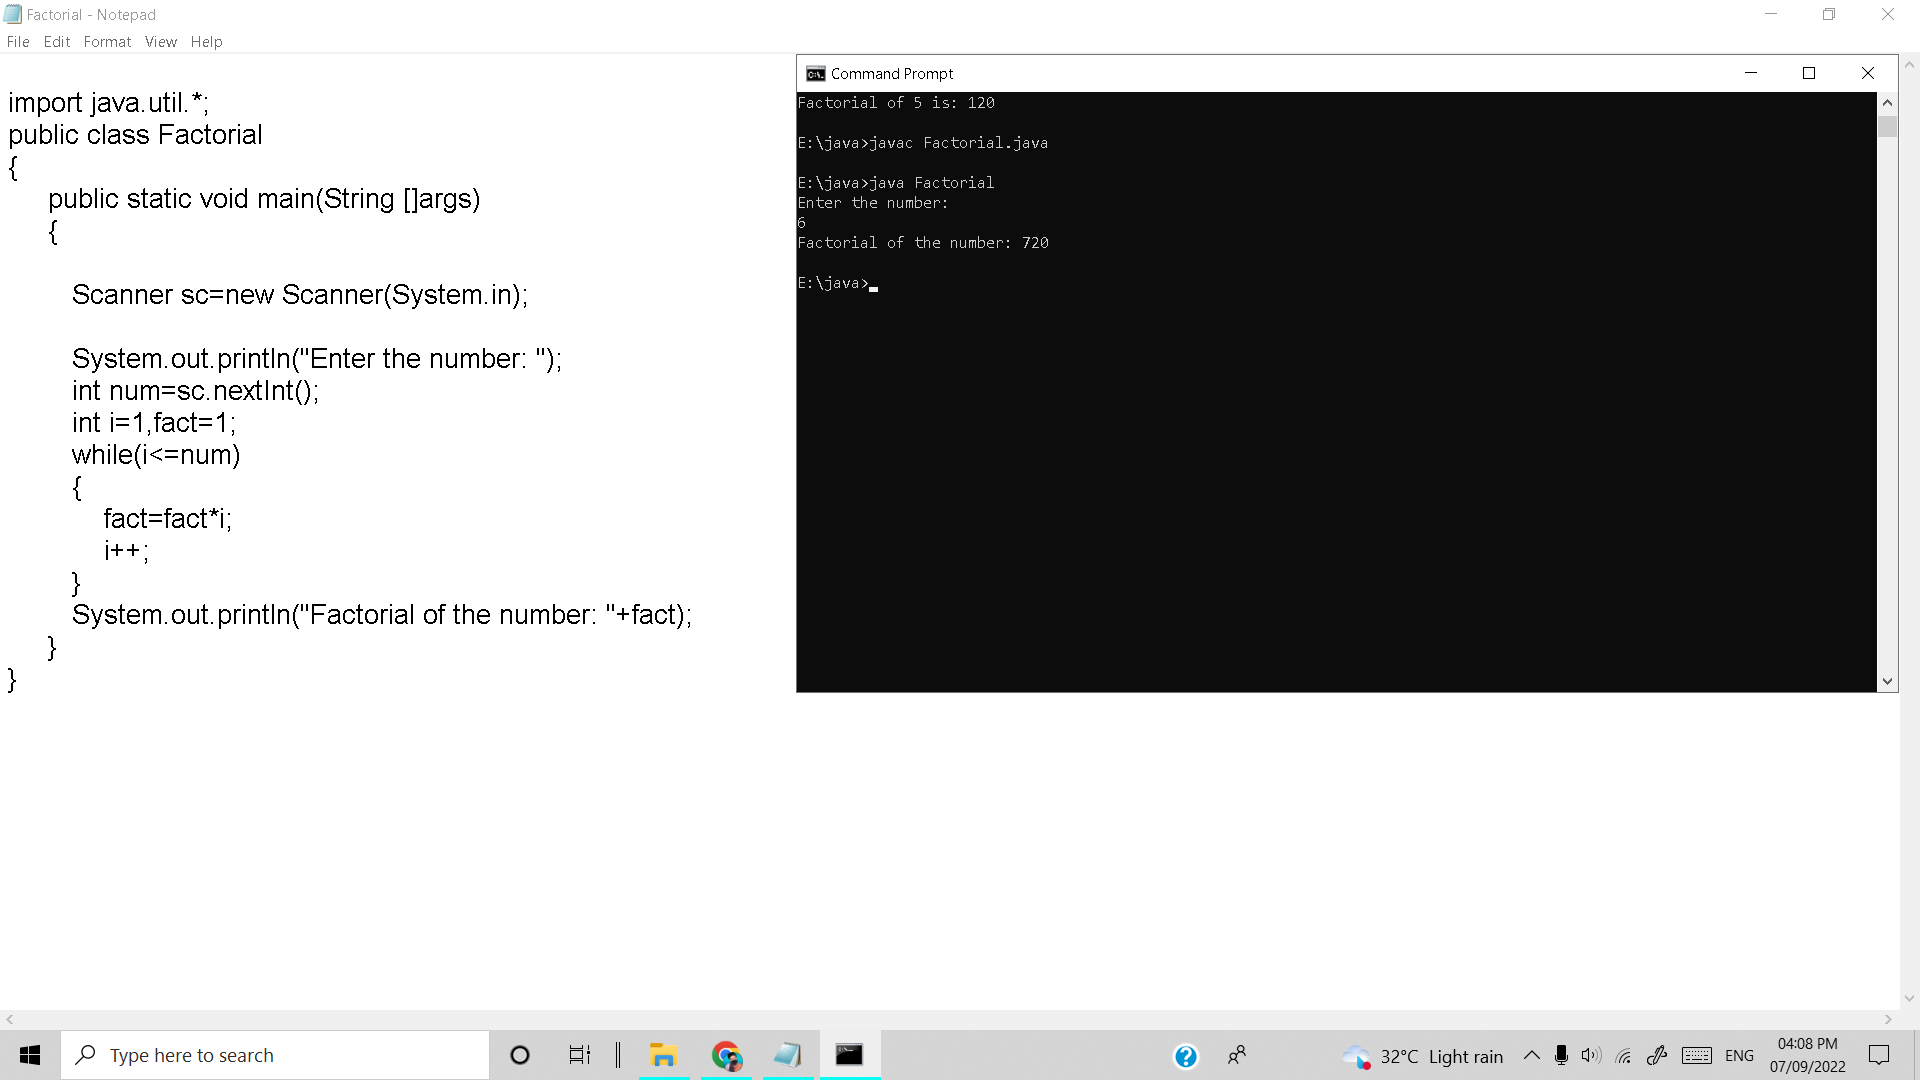 Factorial - Notepad
File Edit Format View Help
import java.util.*;
public class Factorial
{
public static void main(String []args)
{
Scanner sc=new Scanner(System.in);
System.out.println("Enter the number: ");
int num=sc.nextInt();
int i=1,fact=1;
while(i<=num)
{
fact=fact*i;
i++;
}
System.out.println("Factorial of the number: "+fact);
}
}
Command Prompt
Factorial of 5 is: 120
E:\java>javac Factorial.java
E:\java>java Factorial
Enter the number:
6
Factorial of the number: 720
E:\java>
Type here to search
32°C Light rain
ENG
04:08 PM
07/09/2022